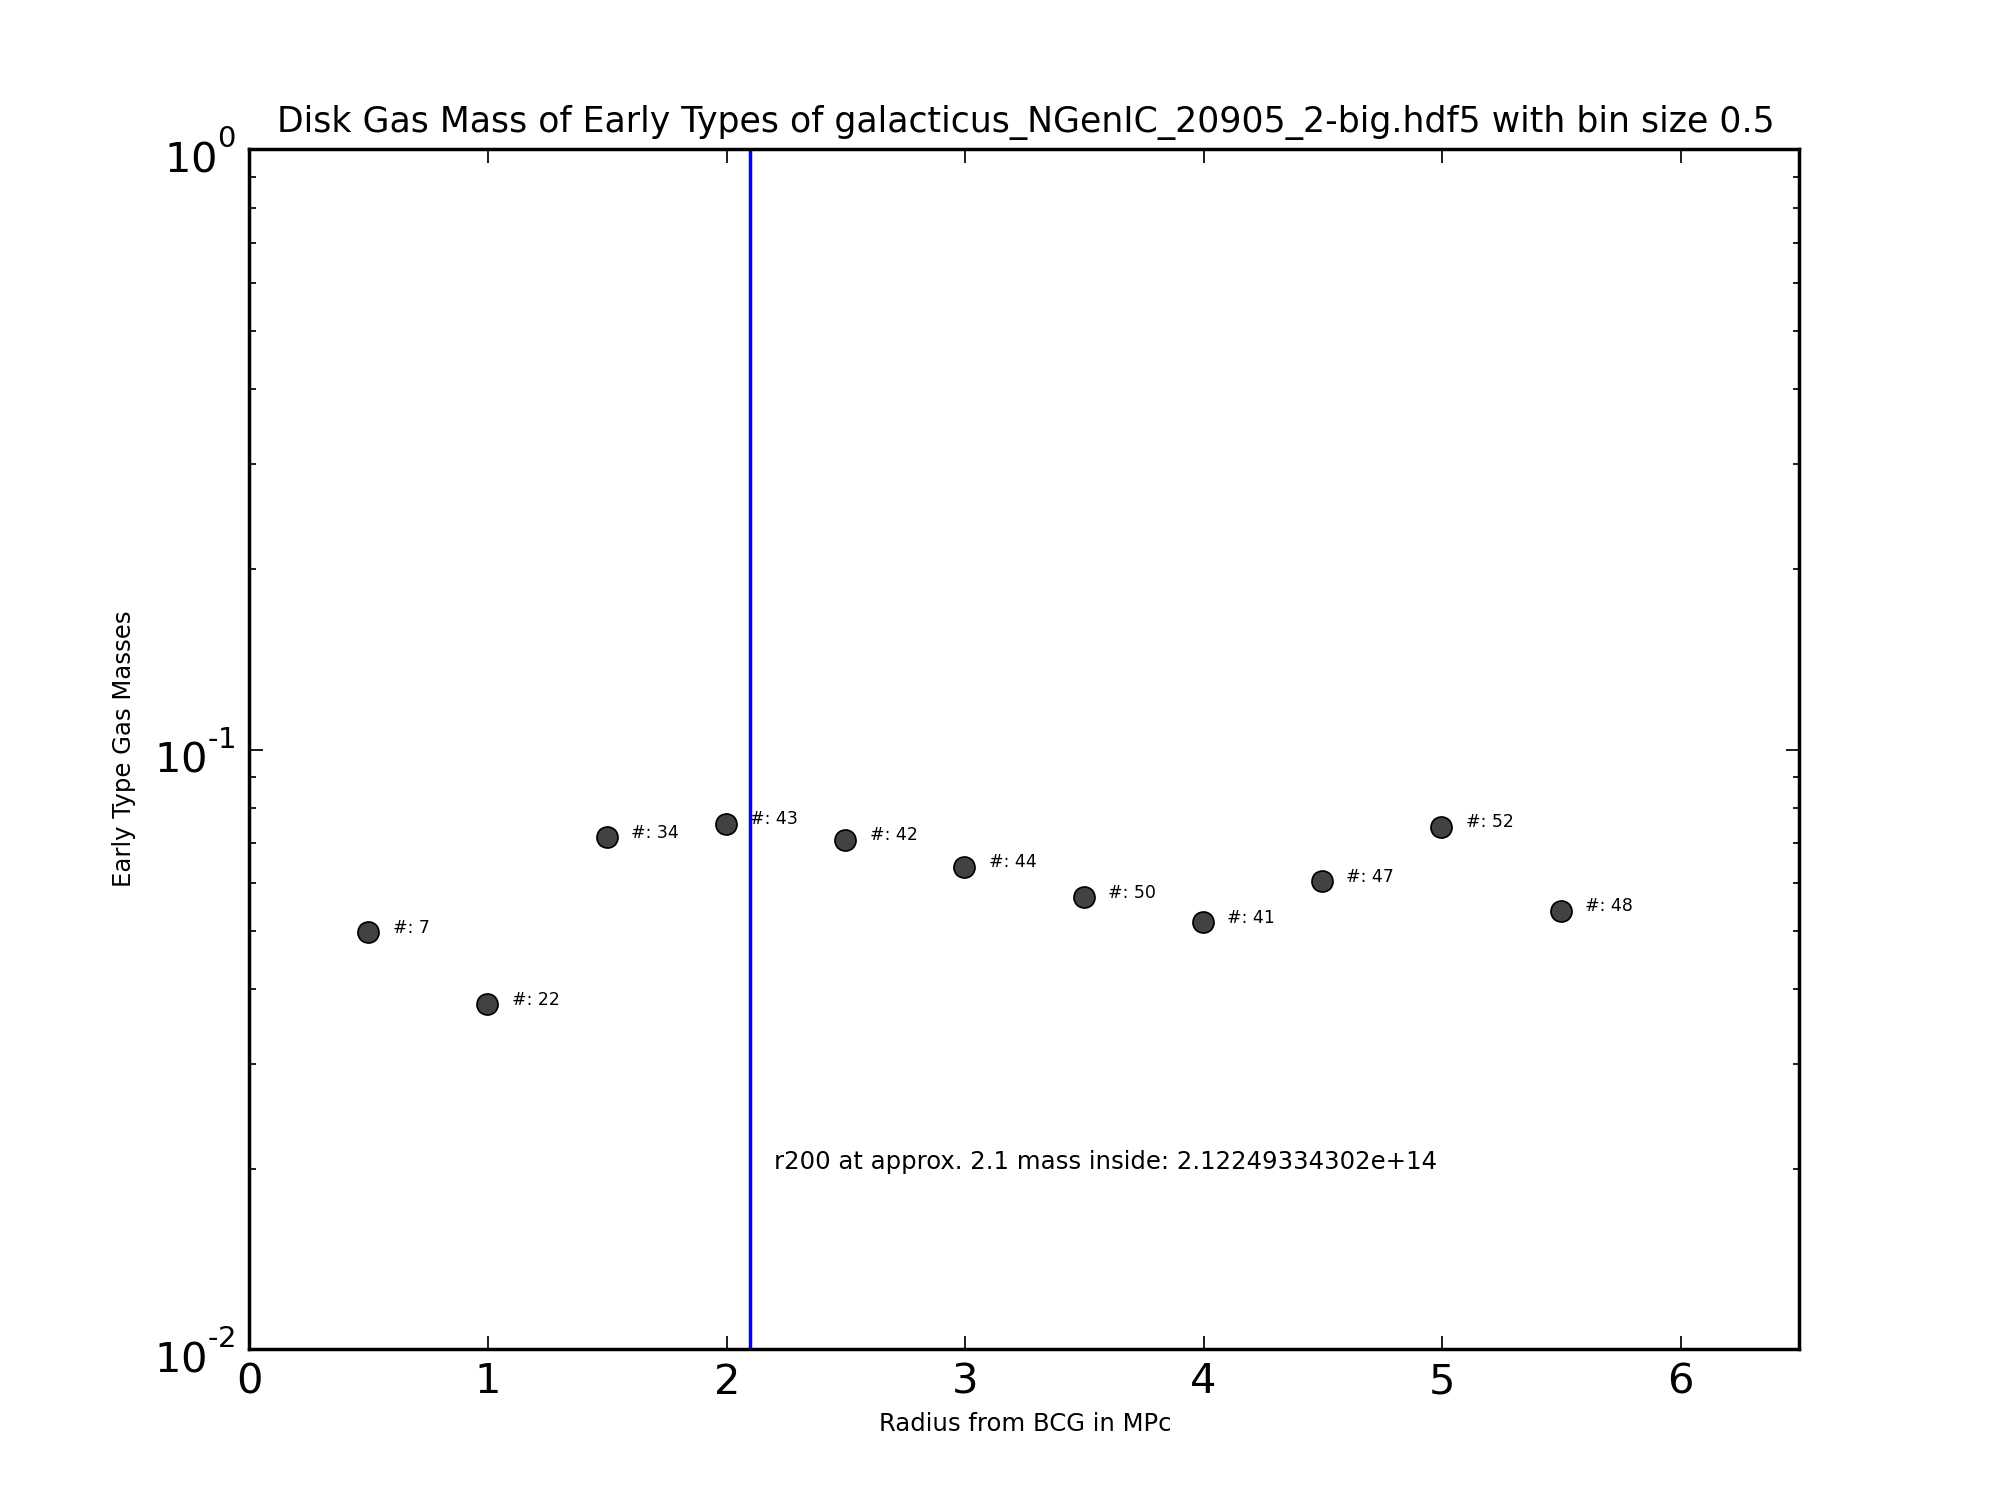 Disk Gas Mass of Early Types of galacticus_NGenIC_20905_2-big.hdf5 with bin size 0.5
10^0
10^-1
10^-2
Early Type Gas Masses
#: 7
#: 22
#: 34
#: 43
#: 42
#: 44
#: 50
#: 41
#: 47
#: 52
#: 48
r200 at approx. 2.1 mass inside: 2.12249334302e+14
0 1 2 3 4 5 6
Radius from BCG in MPc